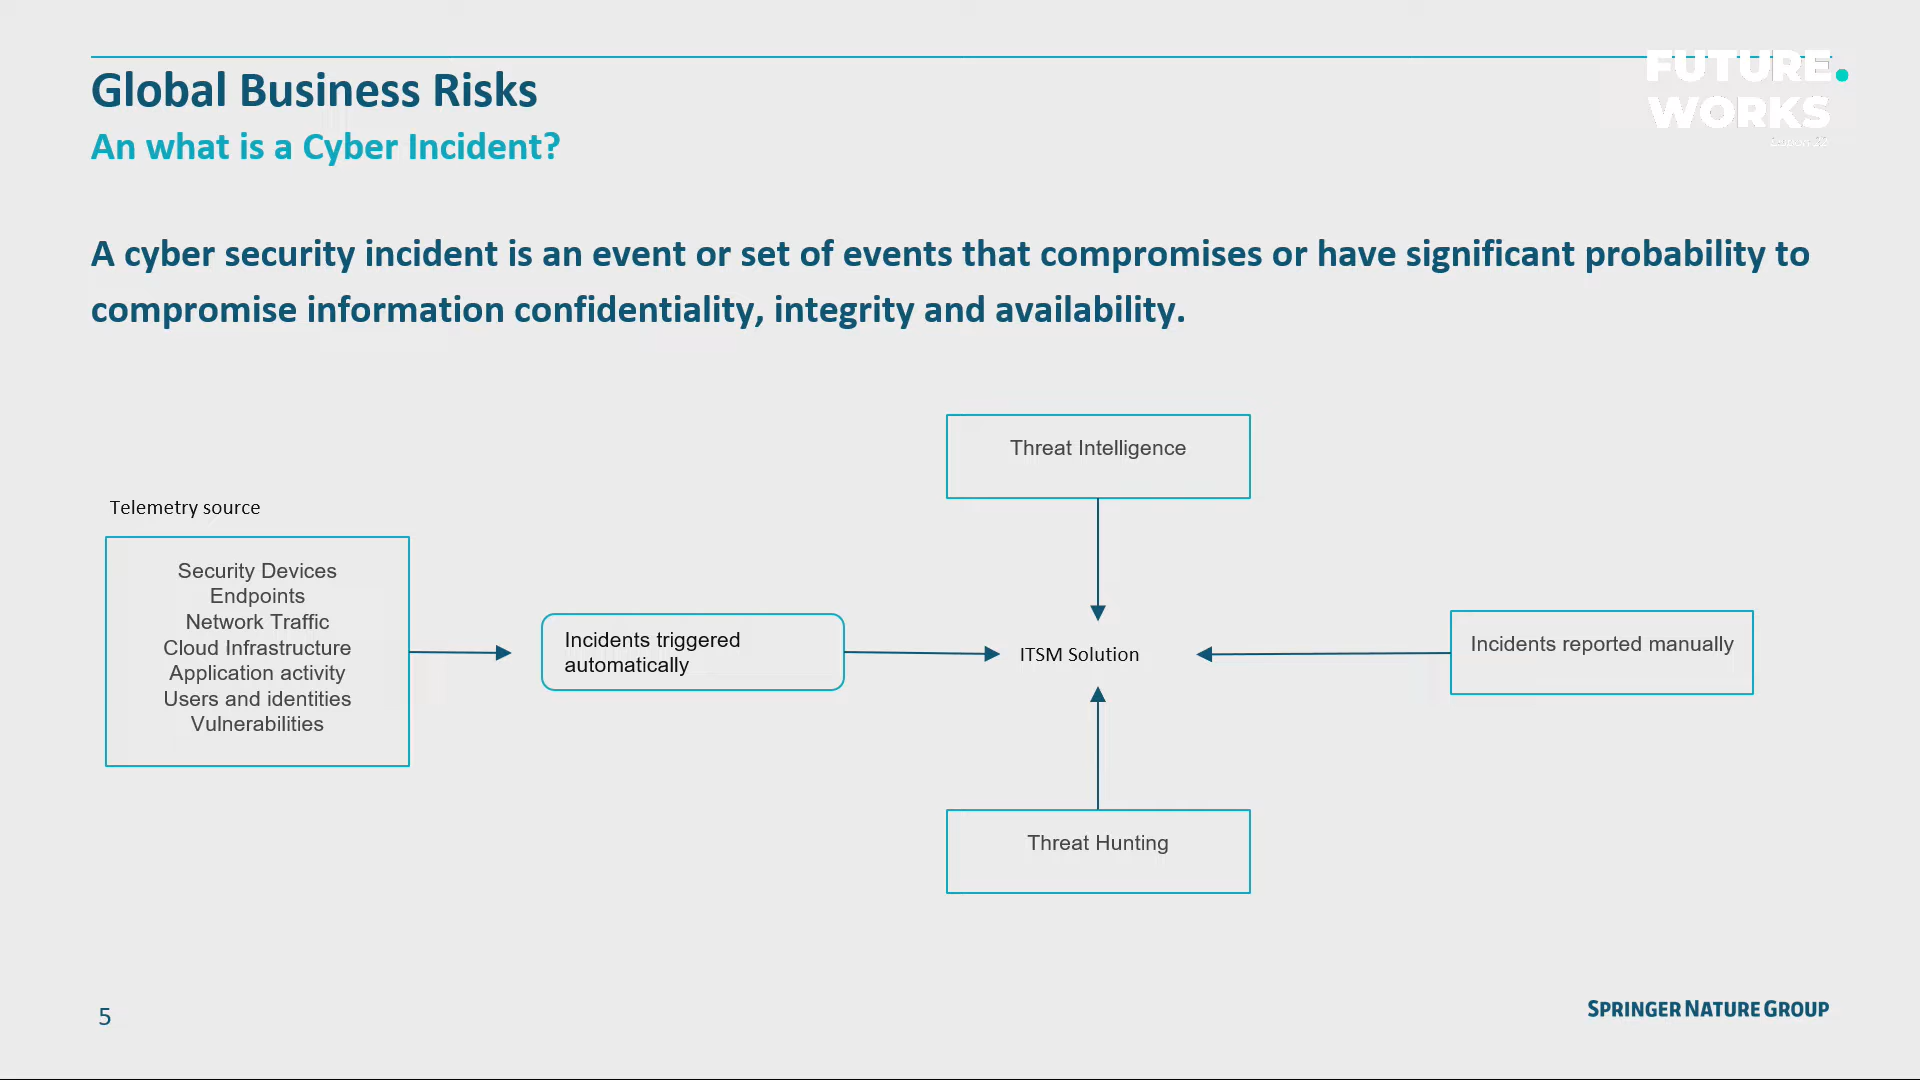 Global Business Risks
An what is a Cyber Incident?
FUTURE.
WORKS
A cyber security incident is an event or set of events that compromises or have significant probability to
compromise information confidentiality, integrity and availability.
Threat Intelligence
Telemetry source
Security Devices
Endpoints
Network Traffic
Cloud Infrastructure
Application activity
Users and identities
Vulnerabilities
Incidents triggered
automatically
ITSM Solution
Incidents reported manually
Threat Hunting
5
SPRINGER NATURE GROUP